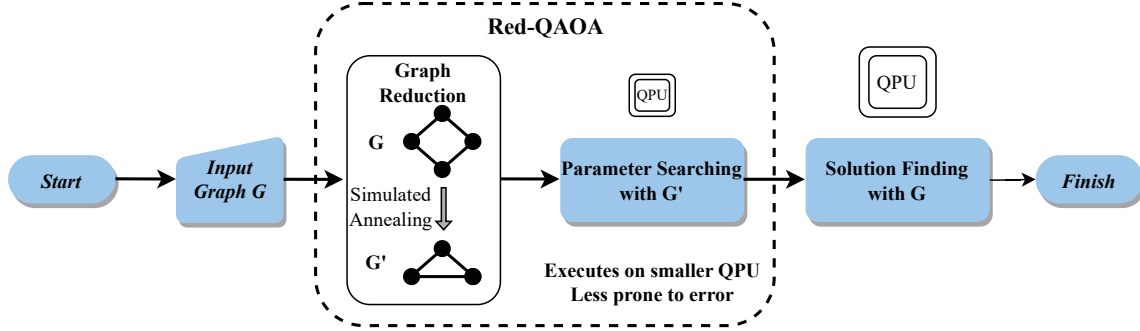 Red-QAOA
Graph
Reduction
G
Simulated
Annealing
G'
Start
Input
Graph G
QPU
Parameter Searching
with G'
Executes on smaller QPU
Less prone to error
QPU
Solution Finding
with G
Finish